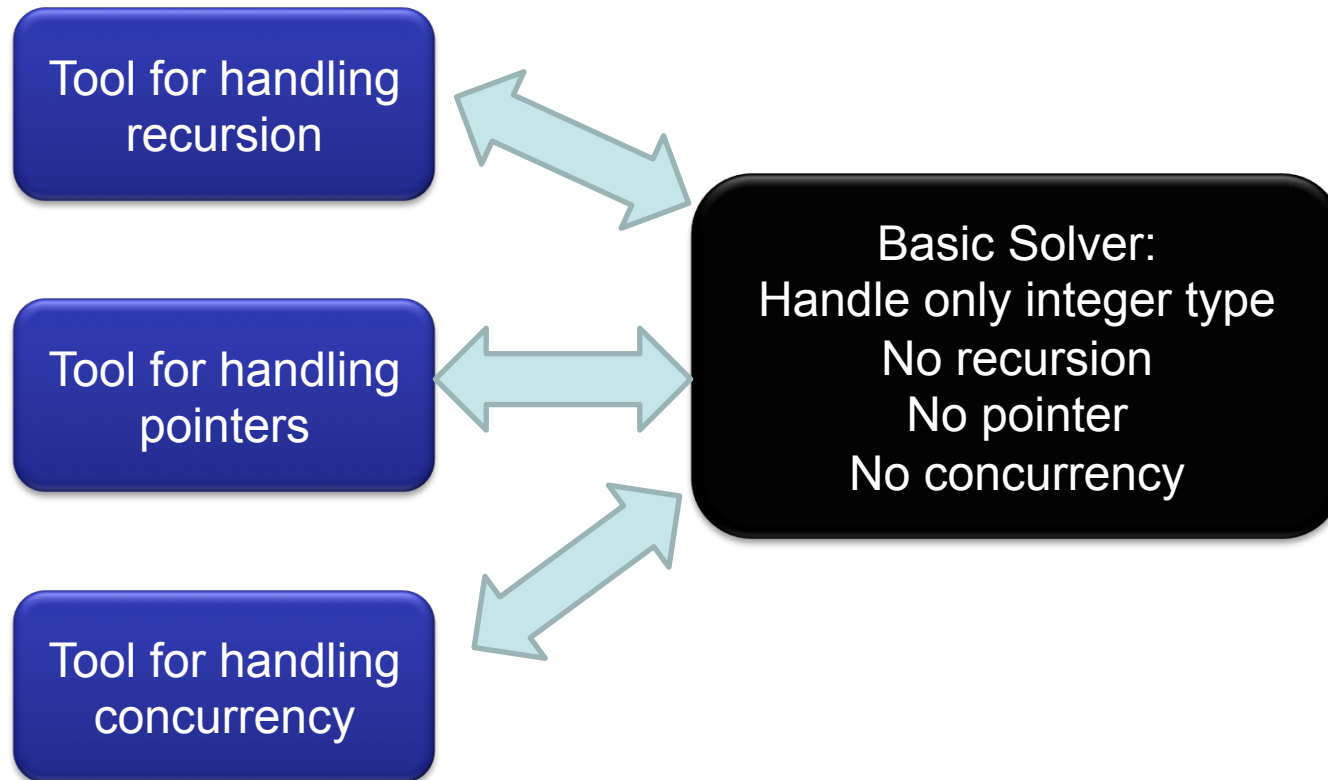 Tool for handling
recursion
Tool for handling
pointers
Tool for handling
concurrency
Basic Solver:
Handle only integer type
No recursion
No pointer
No concurrency